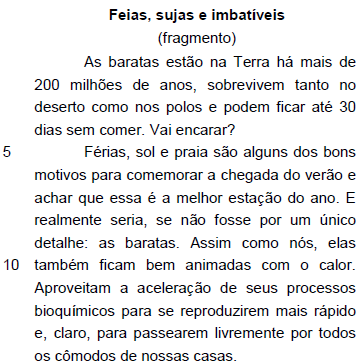 Feias, sujas e imbatíveis
(fragmento)
As baratas estão na Terra há mais de
200 milhões de anos, sobrevivem tanto no
deserto como nos polos e podem ficar até 30
dias sem comer. Vai encarar?
5 Férias, sol e praia são alguns dos bons
motivos para comemorar a chegada do verão e
achar que essa é a melhor estação do ano. E
realmente seria, se não fosse por um único
detalhe: as baratas. Assim como nós, elas
10 também ficam bem animadas com o calor.
Aproveitam a aceleração de seus processos
bioquímicos para se reproduzirem mais rápido
e, claro, para passearem livremente por todos
os cômodos de nossas casas.